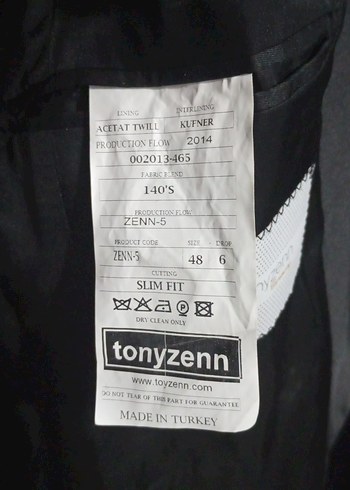 LINING INTERLINING
ACETAT TWILL KUFNER
PRODUCTION FLOW 2014
002013-465
FABRIC BLEND
140'S
PRODUCTION FLOW
ZENN-5
PRODUCT CODE SIZE DROP
ZENN-5 48 6
CUTTING
SLIM FIT
P
DRY CLEAN ONLY
tonyzenn
www.toyzenn.com
DO NOT TEAR OF THIS PART FOR GUARANTEE
MADE IN TURKEY